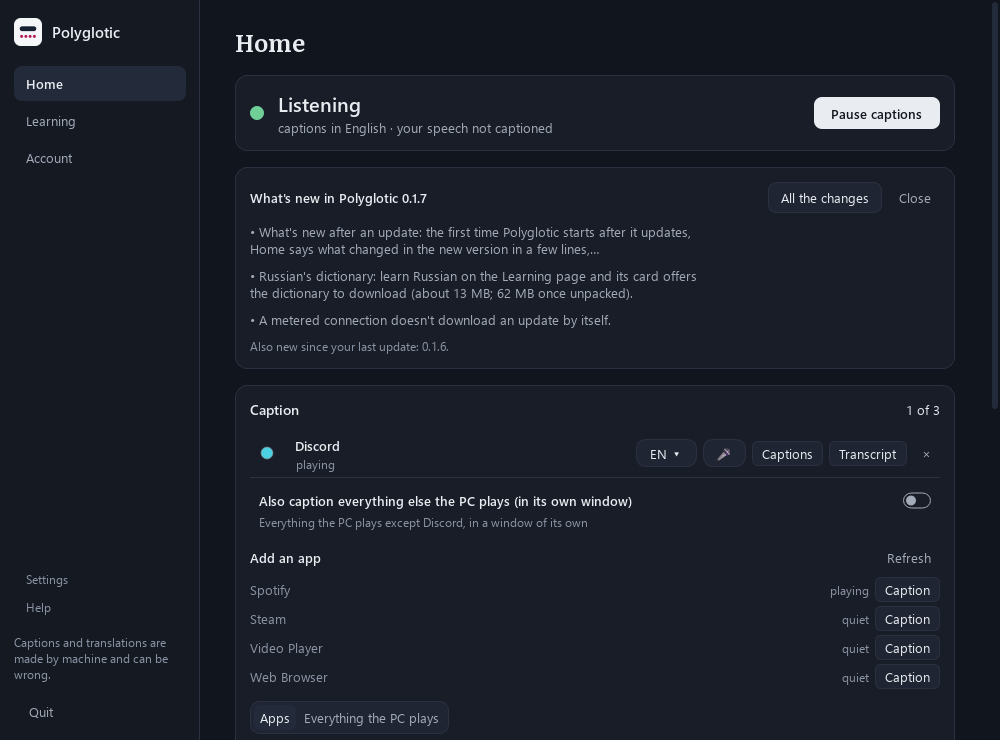 Polyglotic
Home
Learning
Account
Settings
Help
Captions and translations are
made by machine and can be
wrong.
Quit
Home
Listening
captions in English · your speech not captioned
Pause captions
What's new in Polyglotic 0.1.7
All the changes
Close
• What's new after an update: the first time Polyglotic starts after it updates,
Home says what changed in the new version in a few lines,...
• Russian's dictionary: learn Russian on the Learning page and its card offers
the dictionary to download (about 13 MB; 62 MB once unpacked).
• A metered connection doesn't download an update by itself.
Also new since your last update: 0.1.6.
Caption
1 of 3
Discord
playing
EN ▾
Captions
Transcript
×
Also caption everything else the PC plays (in its own window)
Everything the PC plays except Discord, in a window of its own
Add an app
Refresh
Spotify
playing
Caption
Steam
quiet
Caption
Video Player
quiet
Caption
Web Browser
quiet
Caption
Apps
Everything the PC plays